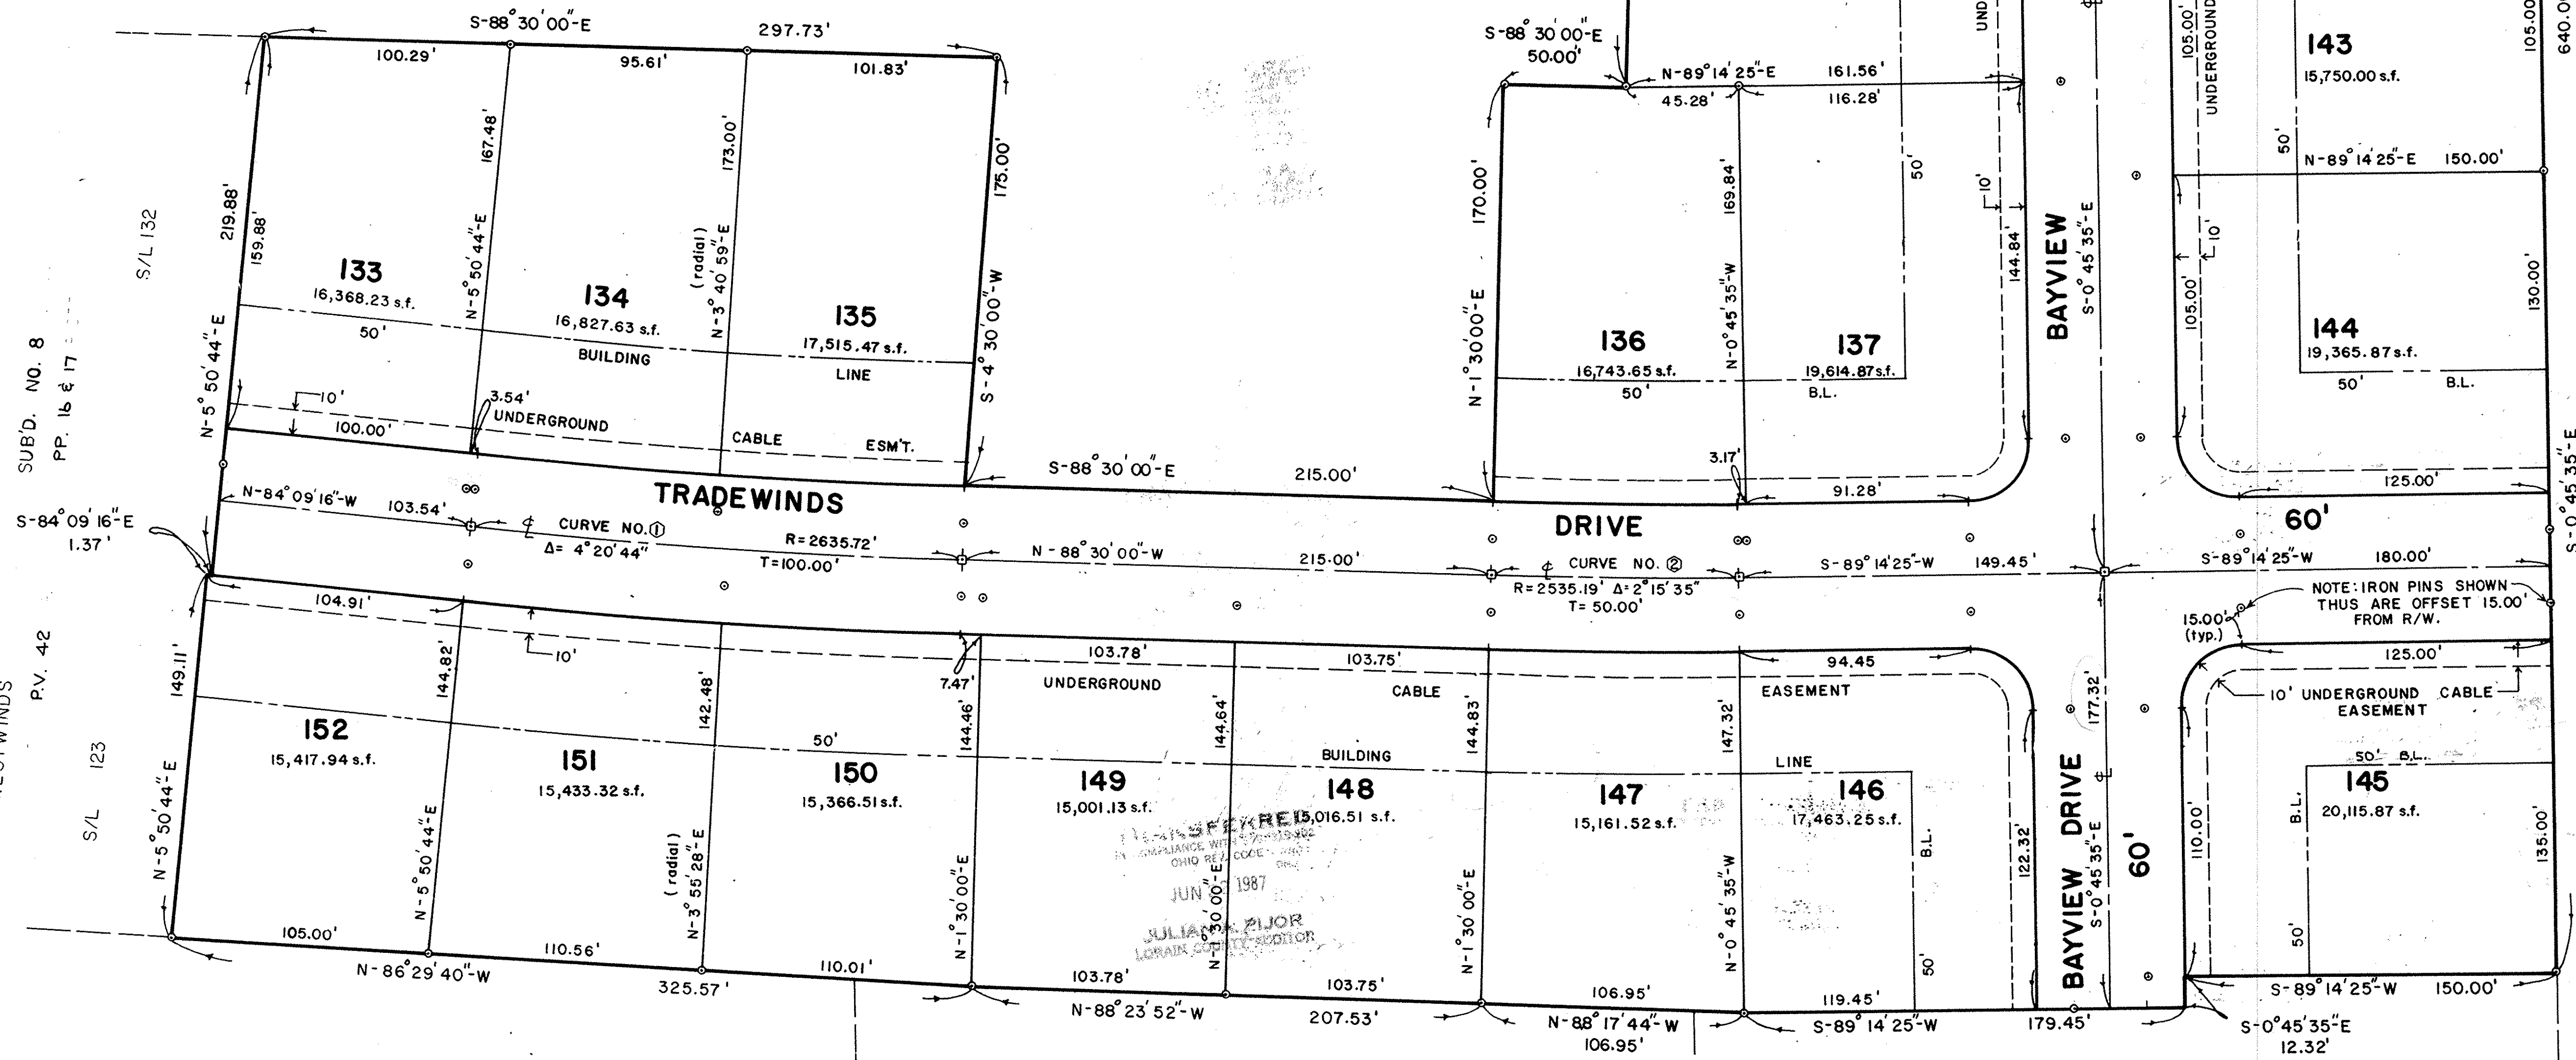 S-88°30'00"-E
297.73'
100.29'
95.61'
101.83'
219.88'
159.88'
167.48'
173.00'
175.00'
S/L 132
N-5°50'44"-E
N-5°50'44"-E
(radial)
N-3°40'59"-E
S-4°30'00"-W
133
16,368.23 s.f.
134
16,827.63 s.f.
135
17,515.47 s.f.
50'
BUILDING
LINE
10'
3.54'
100.00'
UNDERGROUND
CABLE
ESM'T.
SUB'D. NO. 8
PP. 16 & 17
P.V. 42
S/L 123
S-88°30'00"-E
50.00'
N-89°14'25"-E
161.56'
45.28'
116.28'
170.00'
169.84'
N-1°30'00"-E
N-0°45'35"-W
50'
10'
144.84'
136
16,743.65 s.f.
50'
137
19,614.87 s.f.
B.L.
3.17'
91.28'
UND
BAYVIEW
S-0°45'35"-E
105.00'
UNDERGROUND
143
15,750.00 s.f.
105.00'
640.0
50'
N-89°14'25"-E
150.00'
10'
105.00'
130.00'
144
19,365.87 s.f.
50'
B.L.
125.00'
S-0°45'35"-E
S-88°30'00"-E
215.00'
TRADEWINDS
DRIVE
60'
N-84°09'16"-W
103.54'
S-84°09'16"-E
1.37'
℄ CURVE NO. 1
Δ= 4°20'44"
R=2635.72'
T=100.00'
N-88°30'00"-W
215.00'
℄ CURVE NO. 2
R=2535.19' Δ=2°15'35"
T= 50.00'
S-89°14'25"-W
149.45'
S-89°14'25"-W
180.00'
NOTE: IRON PINS SHOWN
THUS ARE OFFSET 15.00'
FROM R/W.
15.00'
(typ.)
125.00'
10' UNDERGROUND CABLE
EASEMENT
104.91'
10'
7.47'
103.78'
103.75'
94.45
UNDERGROUND
CABLE
EASEMENT
149.11'
144.82'
142.48'
144.46'
144.64'
144.83'
147.32'
177.32'
50'
BUILDING
LINE
50' B.L.
152
15,417.94 s.f.
151
15,433.32 s.f.
150
15,366.51 s.f.
149
15,001.13 s.f.
148
15,016.51 s.f.
147
15,161.52 s.f.
146
17,463.25 s.f.
145
20,115.87 s.f.
N-5°50'44"-E
N-5°50'44"-E
(radial)
N-3°55'28"-E
N-1°30'00"-E
N-1°30'00"-E
N-1°30'00"-E
N-0°45'35"-W
B.L.
50'
122.32'
BAYVIEW DRIVE
S-0°45'35"-E
60'
110.00'
B.L.
50'
135.00'
OHIO REV. CODE
JUN 1987
LORAIN COUNTY AUDITOR
105.00'
N-86°29'40"-W
110.56'
325.57'
110.01'
103.78'
N-88°23'52"-W
103.75'
207.53'
106.95'
N-88°17'44"-W
106.95'
119.45'
S-89°14'25"-W
179.45'
S-89°14'25"-W
150.00'
S-0°45'35"E
12.32'